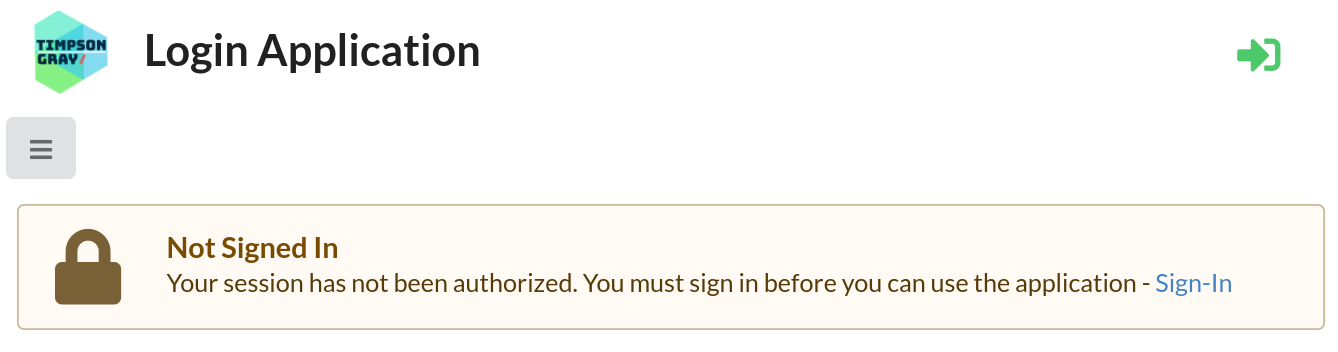 TIMPSON
GRAY/
Login Application
Not Signed In
Your session has not been authorized. You must sign in before you can use the application - Sign-In